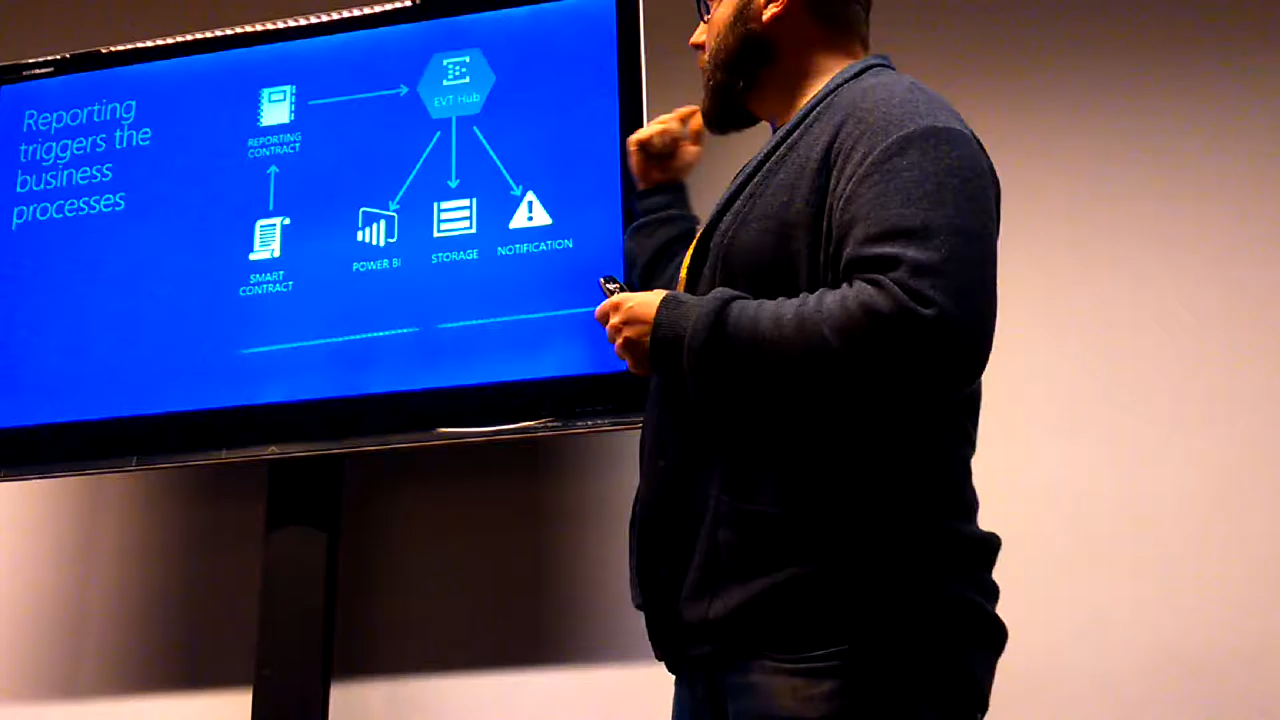 Reporting
triggers the
business
processes
REPORTING
CONTRACT
EVT Hub
SMART
CONTRACT
POWER BI
STORAGE
NOTIFICATION